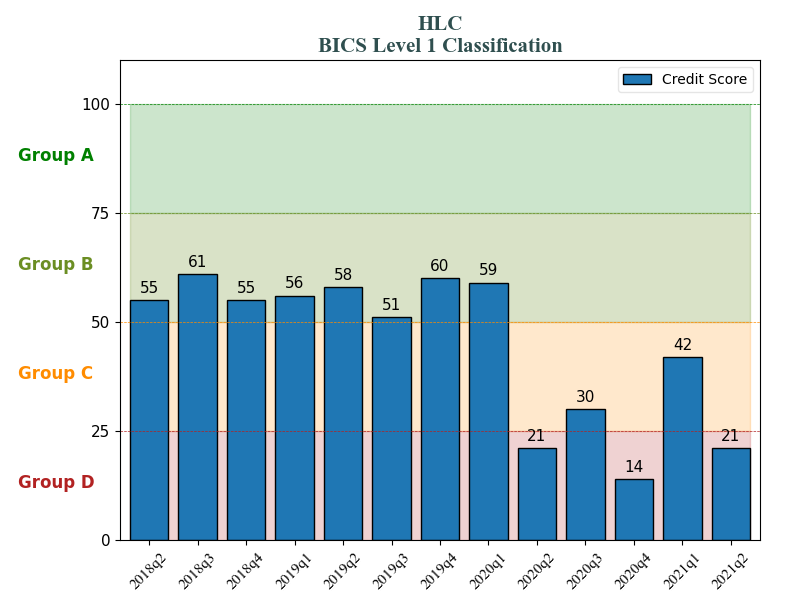 HLC
BICS Level 1 Classification
Credit Score
100
Group A
75
Group B
50
Group C
25
Group D
0
55
61
55
56
58
51
60
59
21
30
14
42
21
2018q2
2018q3
2018q4
2019q1
2019q2
2019q3
2019q4
2020q1
2020q2
2020q3
2020q4
2021q1
2021q2